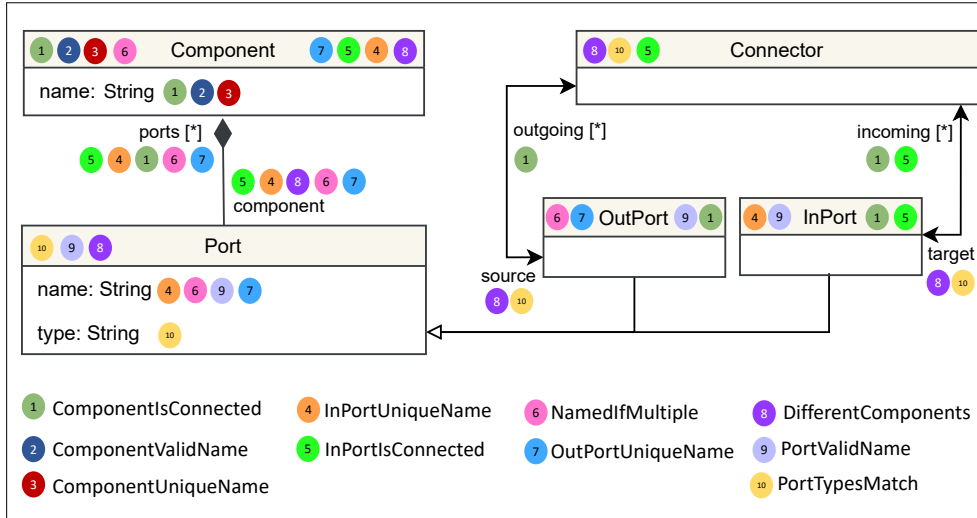 1 2 3 6 Component 7 5 4 8
name: String 1 2 3
8 10 5 Connector
ports [*]
5 4 1 6 7
outgoing [*]
1
incoming [*]
1 5
5 4 8 6 7
component
10 9 8 Port
name: String 4 6 9 7
type: String 10
6 7 OutPort 9 1
4 9 InPort 1 5
source
8 10
target
8 10
1 ComponentIsConnected
2 ComponentValidName
3 ComponentUniqueName
4 InPortUniqueName
5 InPortIsConnected
6 NamedIfMultiple
7 OutPortUniqueName
8 DifferentComponents
9 PortValidName
10 PortTypesMatch